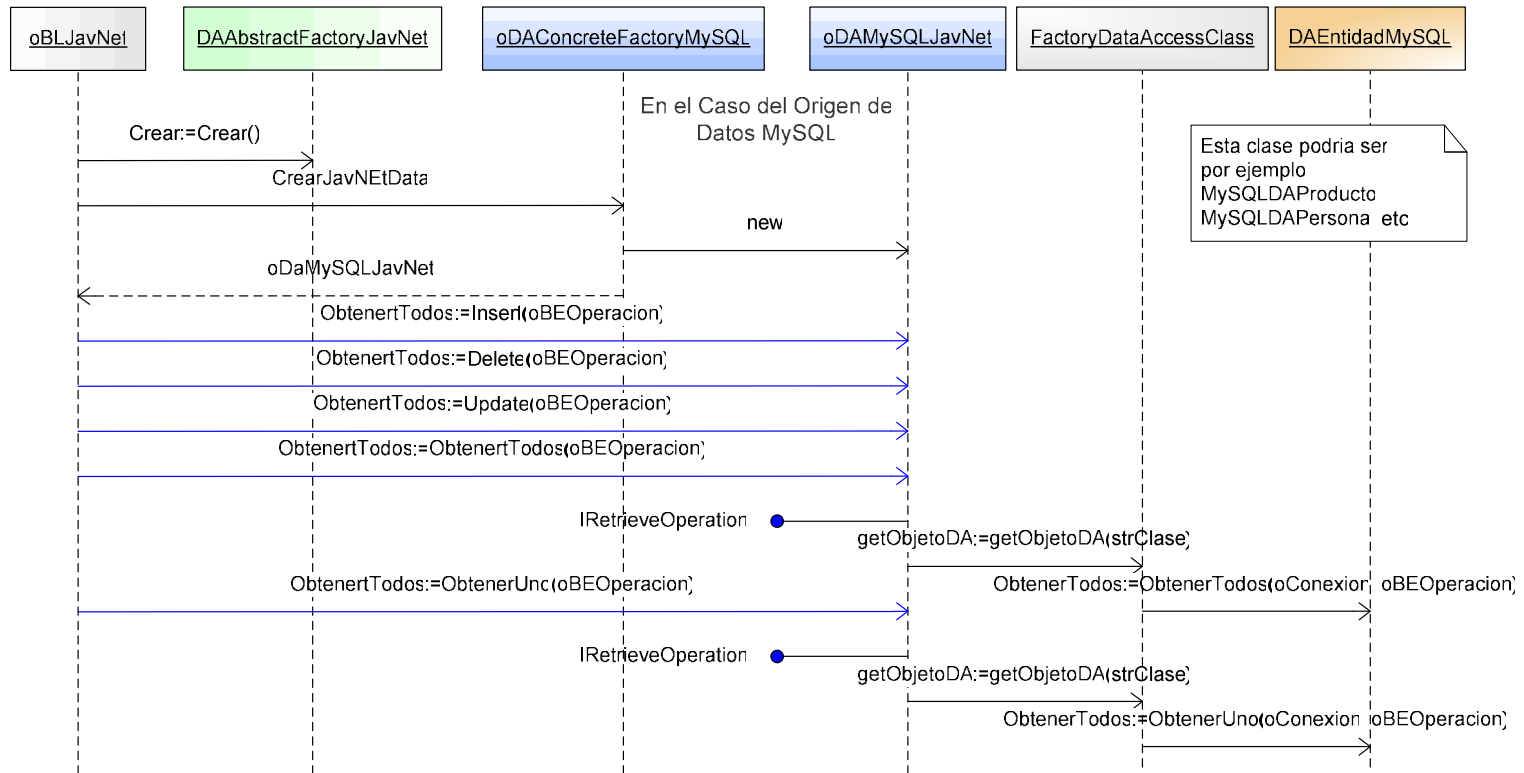 oBLJavNet
DAAbstractFactoryJavNet
oDAConcreteFactoryMySQL
oDAMySQLJavNet
FactoryDataAccessClass
DAEntidadMySQL
En el Caso del Origen de
Datos MySQL
Esta clase podria ser
por ejemplo
MySQLDAProducto
MySQLDAPersona etc
Crear:=Crear()
CrearJavNEtData
new
oDaMySQLJavNet
ObtenertTodos:=Insert(oBEOperacion)
ObtenertTodos:=Delete(oBEOperacion)
ObtenertTodos:=Update(oBEOperacion)
ObtenertTodos:=ObtenertTodos(oBEOperacion)
IRetrieveOperation
getObjetoDA:=getObjetoDA(strClase)
ObtenertTodos:=ObtenerUno(oBEOperacion)
ObtenerTodos:=ObtenerTodos(oConexion oBEOperacion)
IRetrieveOperation
getObjetoDA:=getObjetoDA(strClase)
ObtenerTodos:=ObtenerUno(oConexion oBEOperacion)